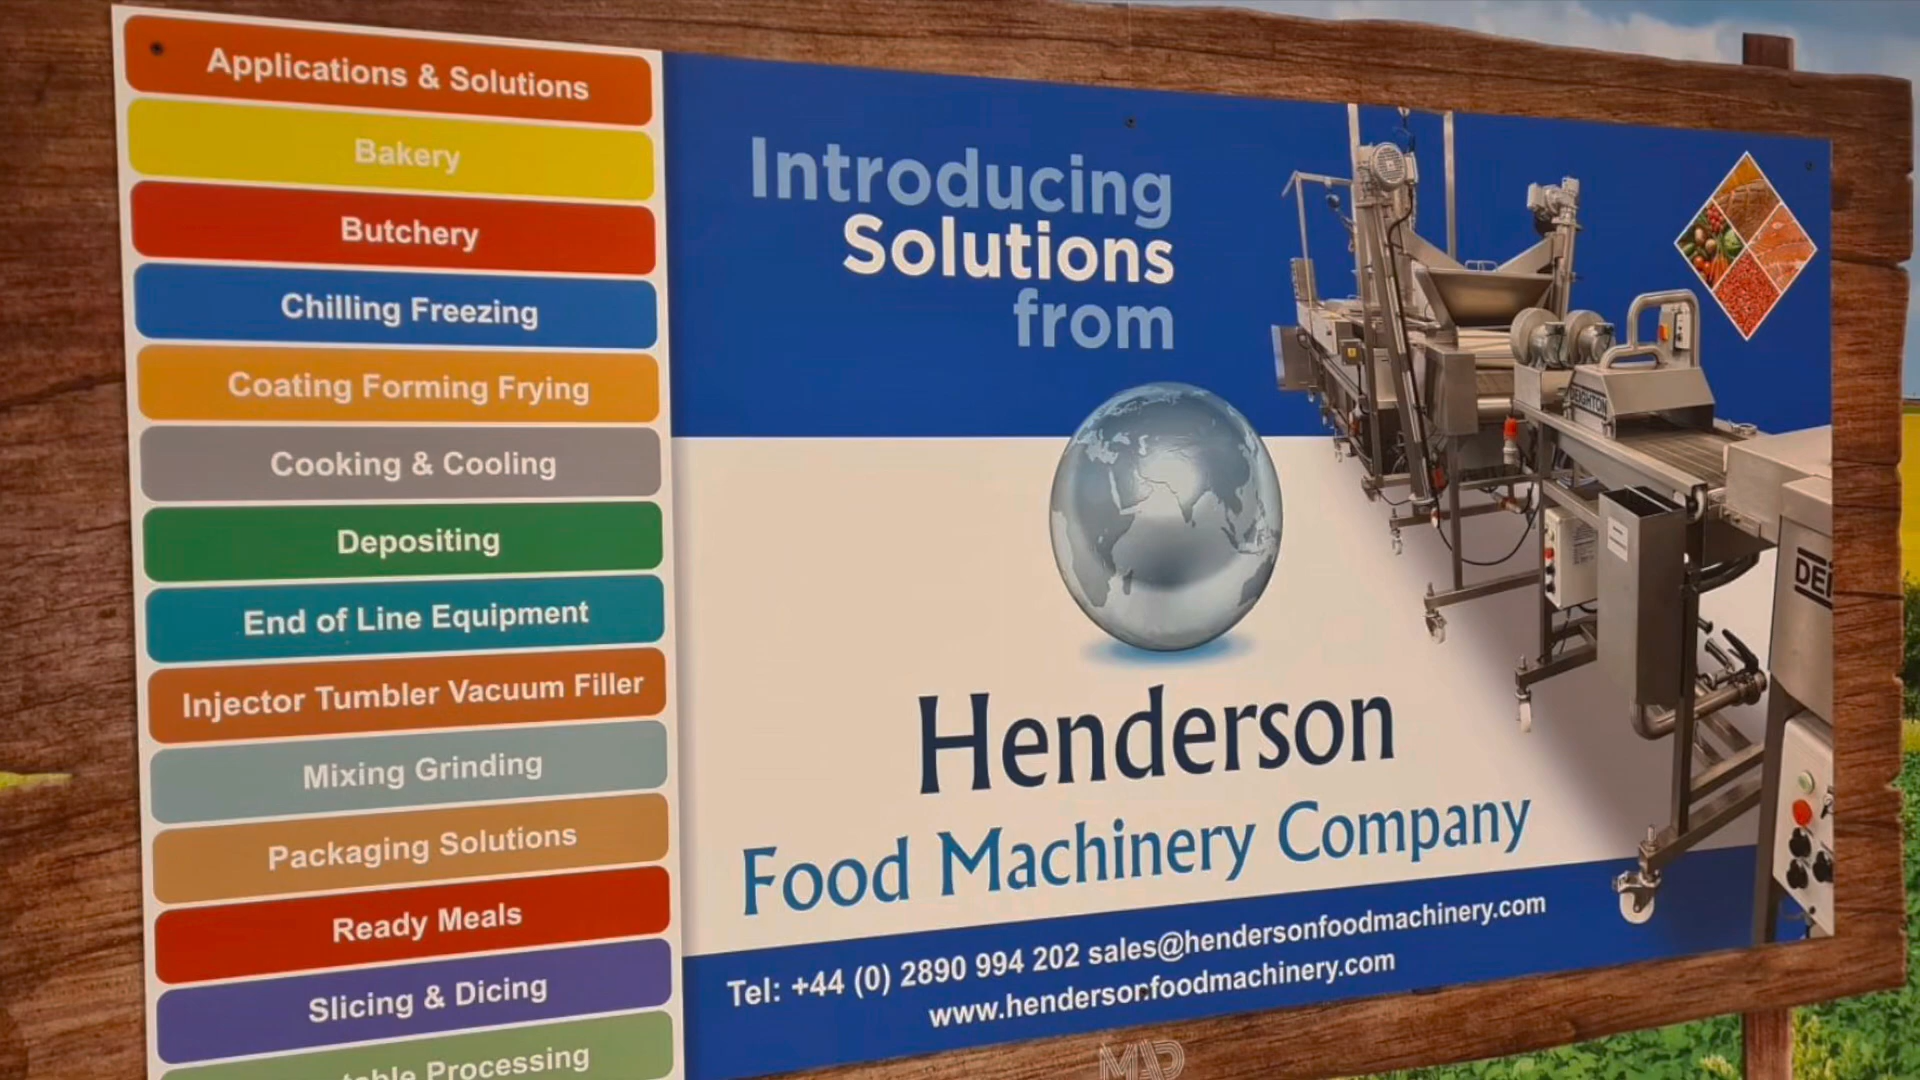 Applications & Solutions
Bakery
Butchery
Chilling Freezing
Coating Forming Frying
Cooking & Cooling
Depositing
End of Line Equipment
Injector Tumbler Vacuum Filler
Mixing Grinding
Packaging Solutions
Ready Meals
Slicing & Dicing
Processing
Introducing
Solutions
from
DEIGHTON
Henderson
Food Machinery Company
Tel: +44 (0) 2890 994 202 sales@hendersonfoodmachinery.com
www.hendersonfoodmachinery.com